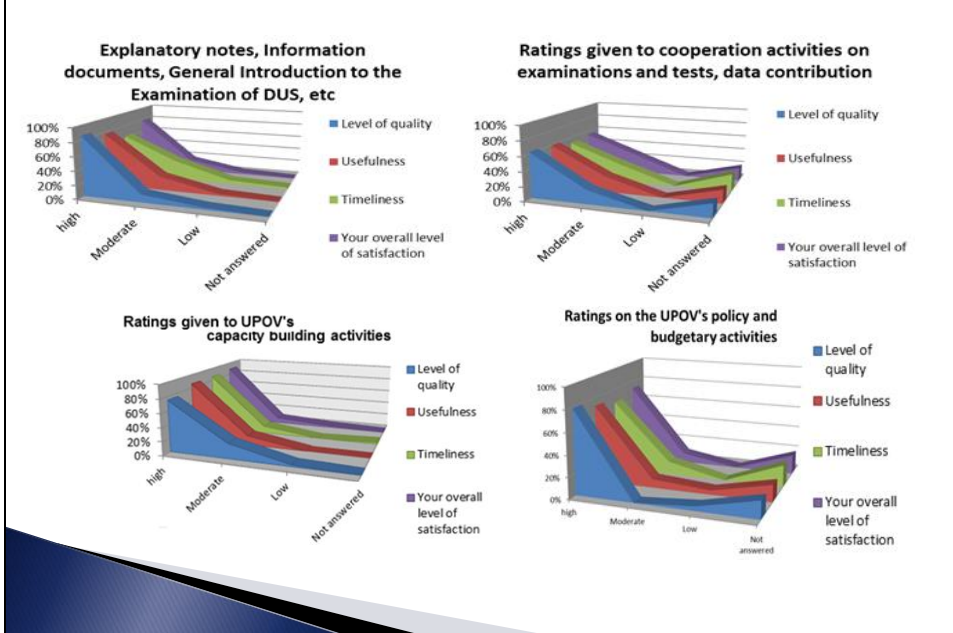 Explanatory notes, Information
documents, General Introduction to the
Examination of DUS, etc
100%
80%
60%
40%
20%
0%
high
Moderate
Low
Not answered
Level of quality
Usefulness
Timeliness
Your overall level
of satisfaction
Ratings given to cooperation activities on
examinations and tests, data contribution
100%
80%
60%
40%
20%
0%
high
Moderate
Low
Not answered
Level of quality
Usefulness
Timeliness
Your overall level of
satisfaction
Ratings given to UPOV's
capacity building activities
100%
80%
60%
40%
20%
0%
high
Moderate
Low
Not answered
Level of
quality
Usefulness
Timeliness
Your overall
level of
satisfaction
Ratings on the UPOV's policy and
budgetary activities
100%
80%
60%
40%
20%
0%
high
Moderate
Low
Not
answered
Level of
quality
Usefulness
Timeliness
Your overall
level of
satisfaction